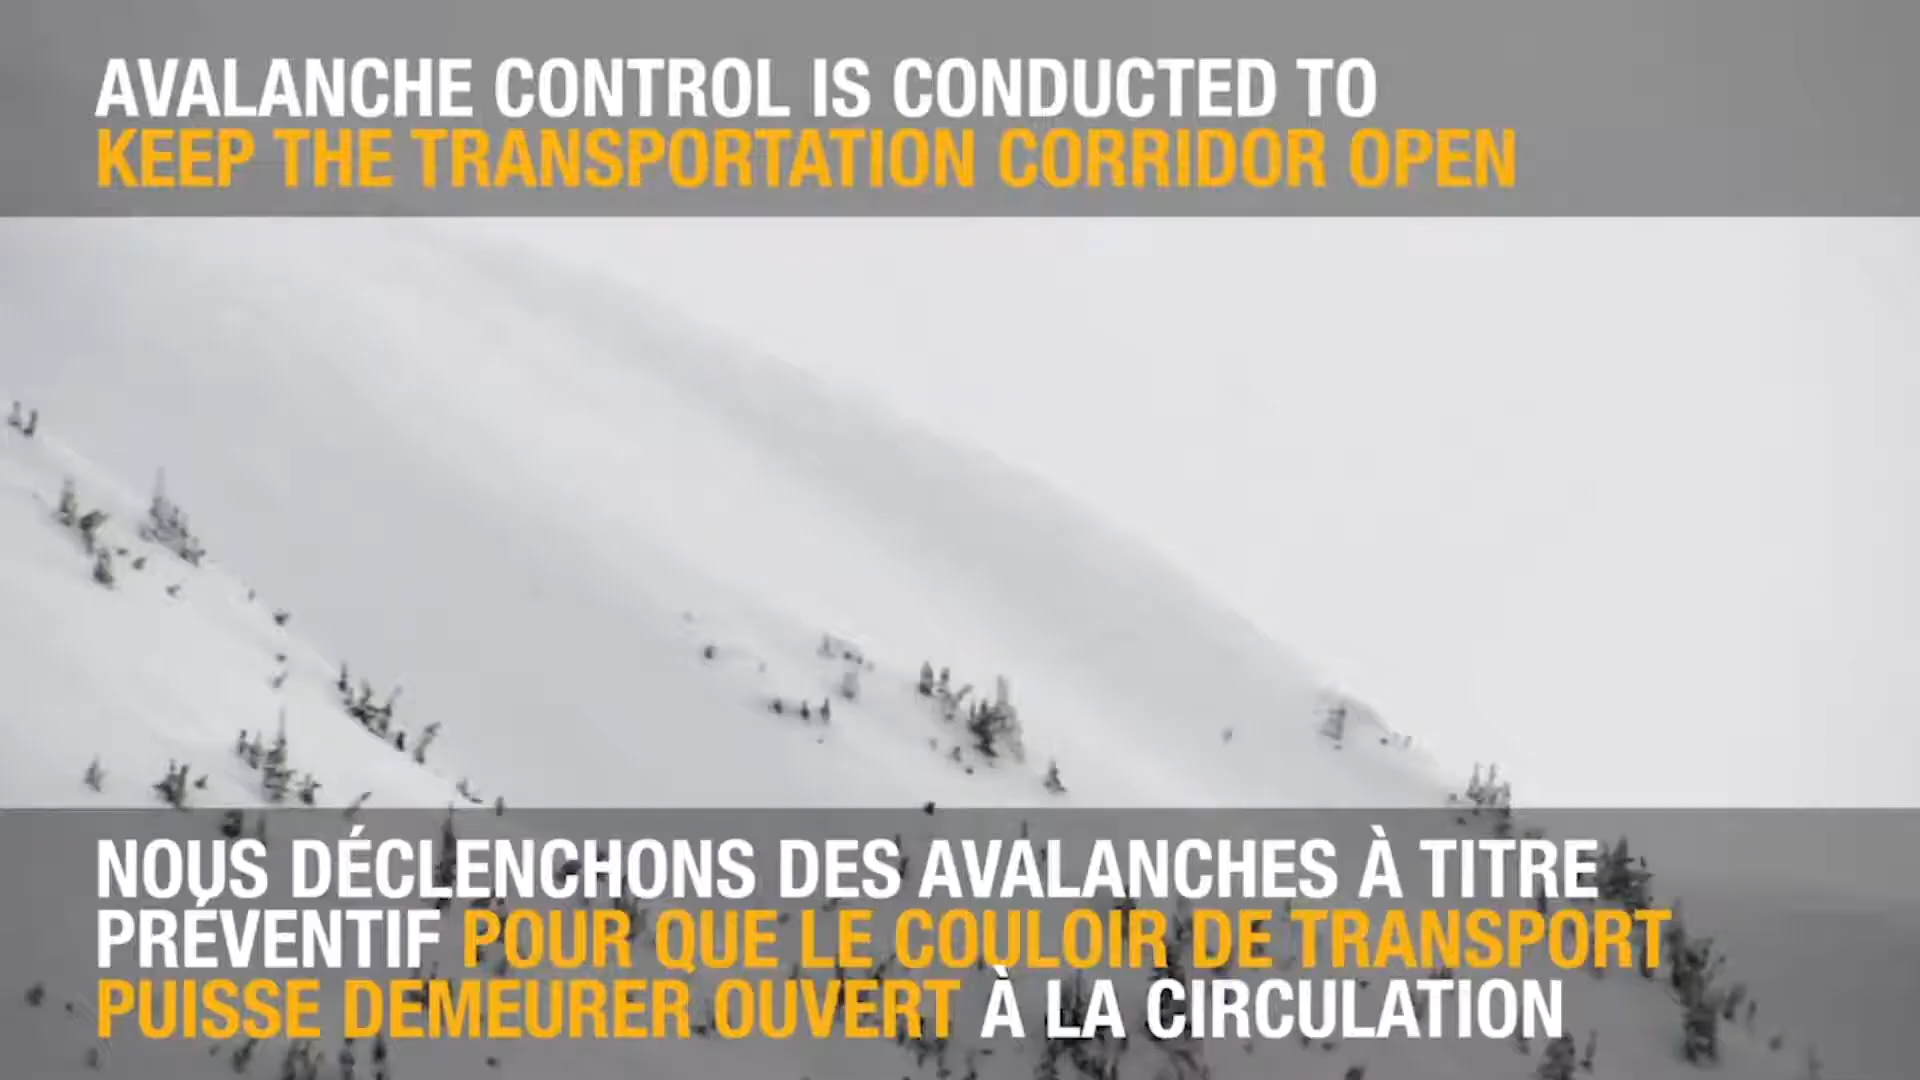 AVALANCHE CONTROL IS CONDUCTED TO
KEEP THE TRANSPORTATION CORRIDOR OPEN
NOUS DÉCLENCHONS DES AVALANCHES À TITRE
PRÉVENTIF POUR QUE LE COULOIR DE TRANSPORT
PUISSE DEMEURER OUVERT À LA CIRCULATION